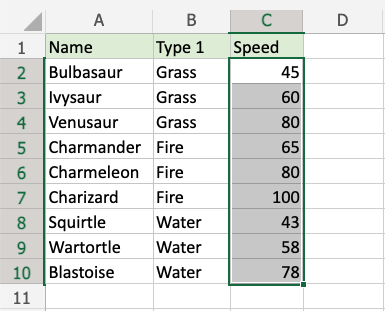 A B C D
1 Name Type 1 Speed
2 Bulbasaur Grass 45
3 Ivysaur Grass 60
4 Venusaur Grass 80
5 Charmander Fire 65
6 Charmeleon Fire 80
7 Charizard Fire 100
8 Squirtle Water 43
9 Wartortle Water 58
10 Blastoise Water 78
11